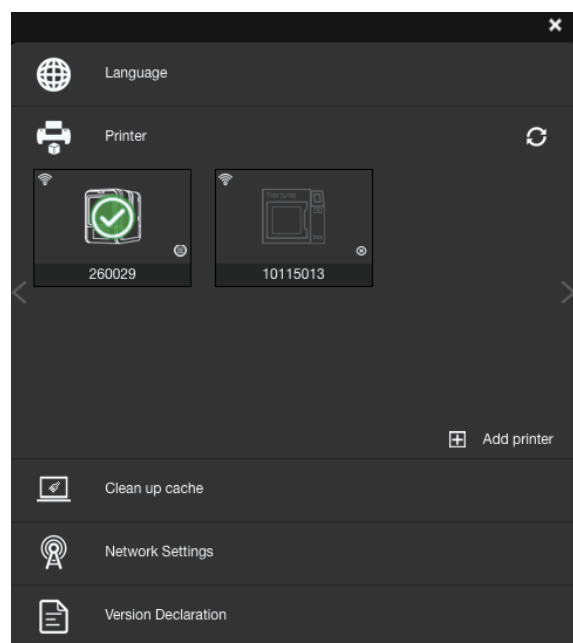 Language
Printer
260029
10115013
Add printer
Clean up cache
Network Settings
Version Declaration